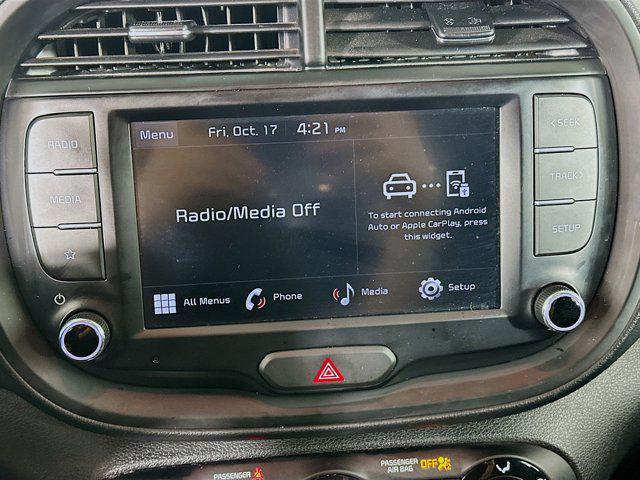 Menu Fri, Oct. 17 4:21 PM
RADIO
MEDIA
Radio/Media Off
To start connecting Android
Auto or Apple CarPlay, press
this widget.
<SEEK
TRACK>
SETUP
All Menus Phone Media Setup
PASSENGER
PASSENGER
AIR BAG OFF